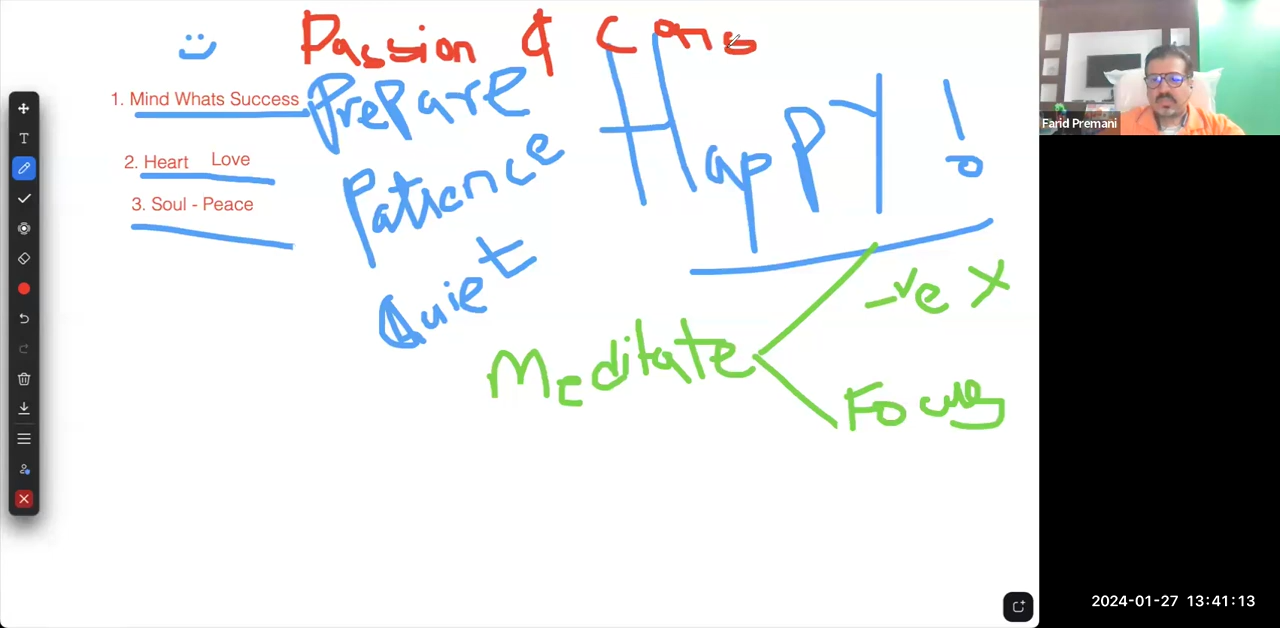 Passion & Cons
1. Mind Whats Success
Prepare
Happy !
2. Heart Love
Patience
3. Soul - Peace
Quiet
-ve X
Meditate
Focus
Farid Premani
T
2024-01-27 13:41:13